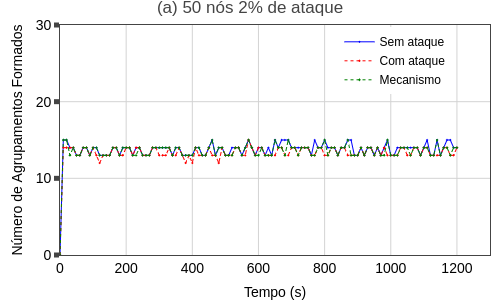 (a) 50 nós 2% de ataque
Número de Agrupamentos Formados
30
20
10
0
Sem ataque
Com ataque
Mecanismo
0 200 400 600 800 1000 1200
Tempo (s)